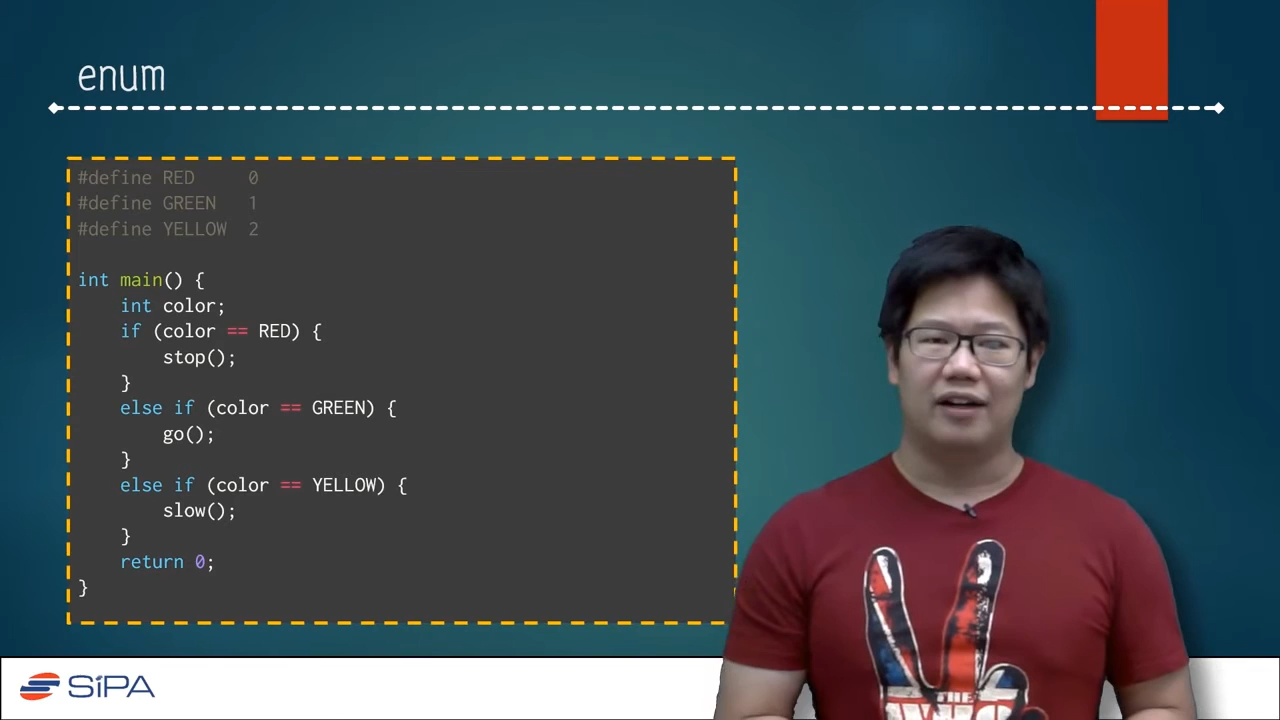 enum
#define RED     0
#define GREEN   1
#define YELLOW  2
int main() {
    int color;
    if (color == RED) {
        stop();
    }
    else if (color == GREEN) {
        go();
    }
    else if (color == YELLOW) {
        slow();
    }
    return 0;
}
SiPA
THE